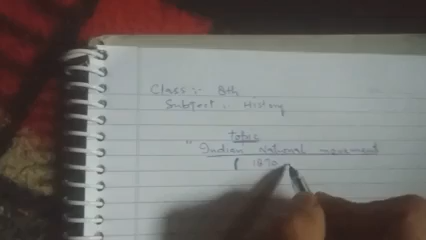 Class :- 8th
Subject :- History
Topic
" Indian National movement
( 1870